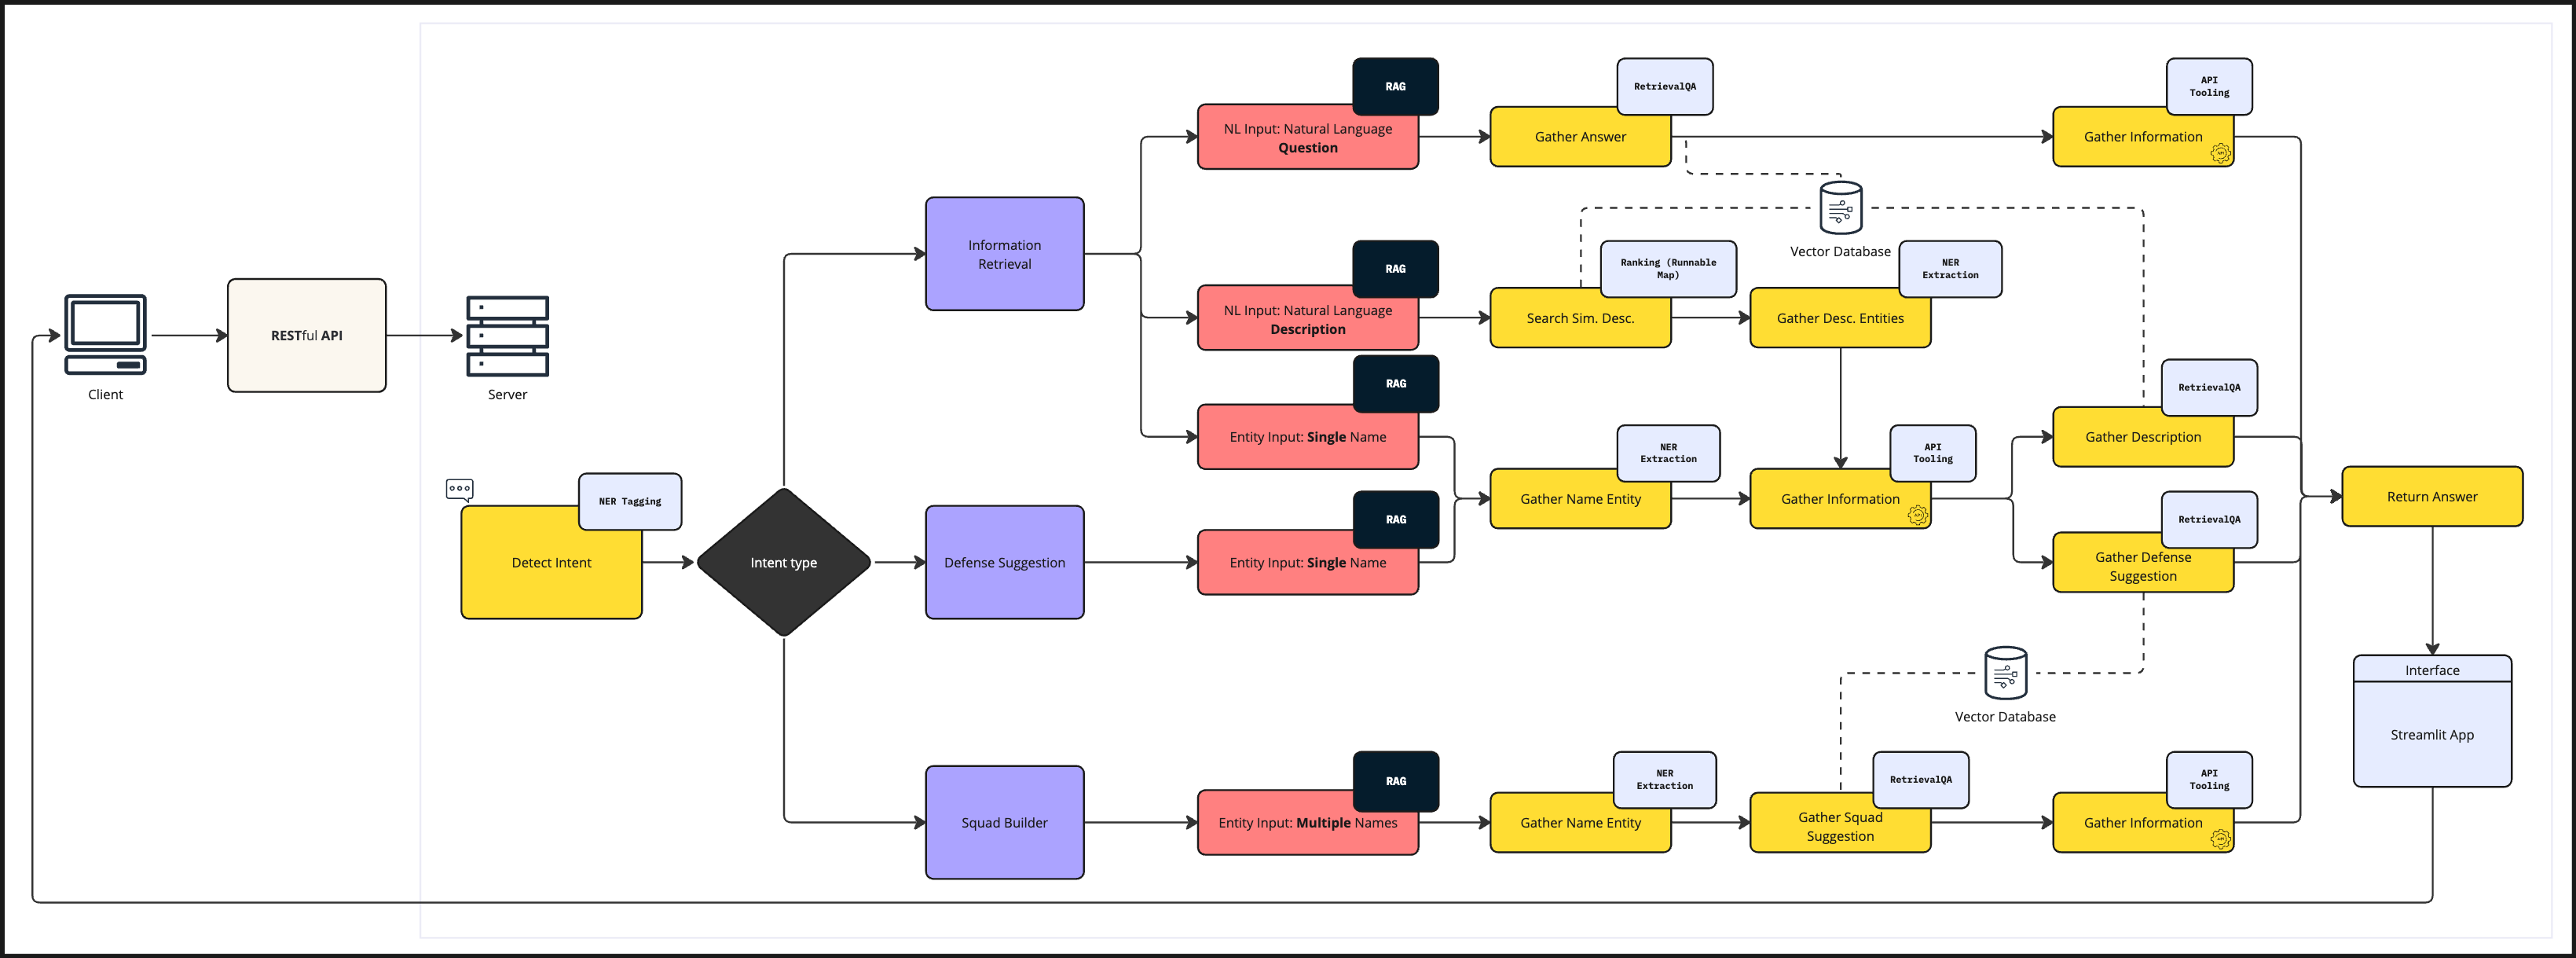 RAG
NL Input: Natural Language
Question
RetrievalQA
Gather Answer
API
Tooling
Gather Information
Vector Database
Information
Retrieval
RAG
NL Input: Natural Language
Description
Ranking (Runnable
Map)
Search Sim. Desc.
NER
Extraction
Gather Desc. Entities
Client
RESTful API
Server
RAG
Entity Input: Single Name
NER
Extraction
Gather Name Entity
API
Tooling
Gather Information
RetrievalQA
Gather Description
NER Tagging
Detect Intent
Intent type
Defense Suggestion
RAG
Entity Input: Single Name
RetrievalQA
Gather Defense
Suggestion
Return Answer
Vector Database
Interface
Streamlit App
Squad Builder
RAG
Entity Input: Multiple Names
NER
Extraction
Gather Name Entity
RetrievalQA
Gather Squad
Suggestion
API
Tooling
Gather Information